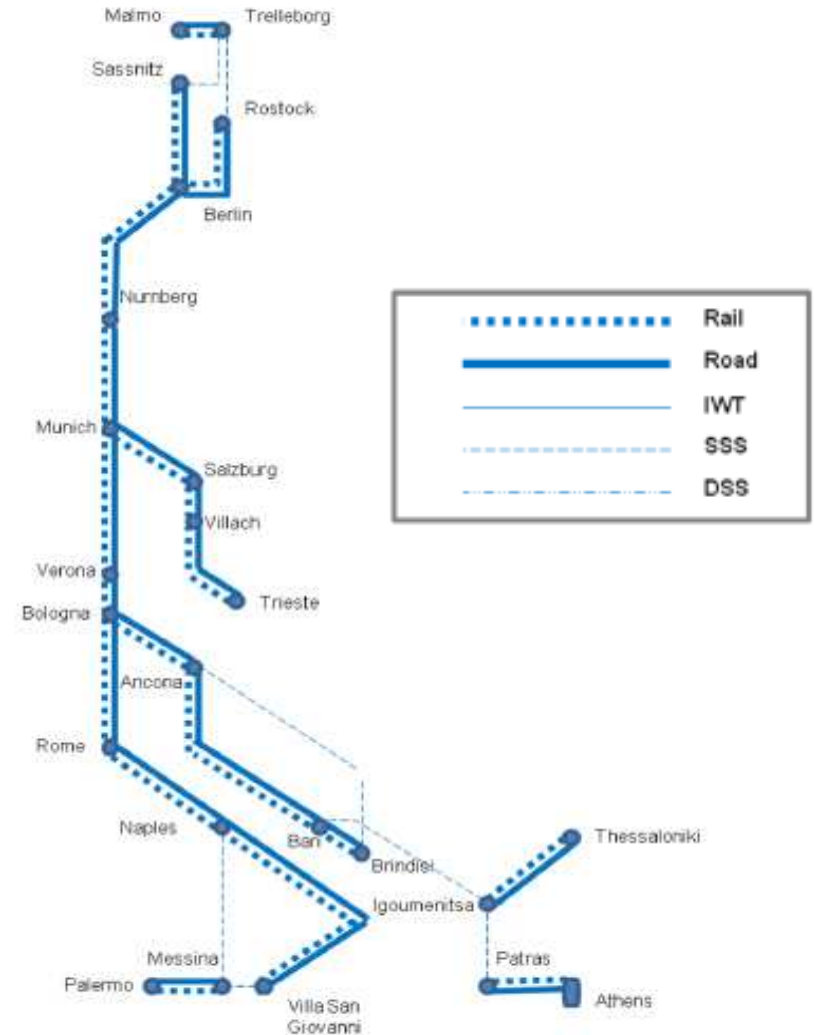 Malmo
Trelleborg
Sassnitz
Rostock
Berlin
Nurnberg
Rail
Road
IWT
SSS
DSS
Munich
Salzburg
Villach
Verona
Trieste
Bologna
Ancona
Rome
Naples
Bari
Thessaloniki
Brindisi
Igoumenitsa
Messina
Patras
Palermo
Villa San
Giovanni
Athens